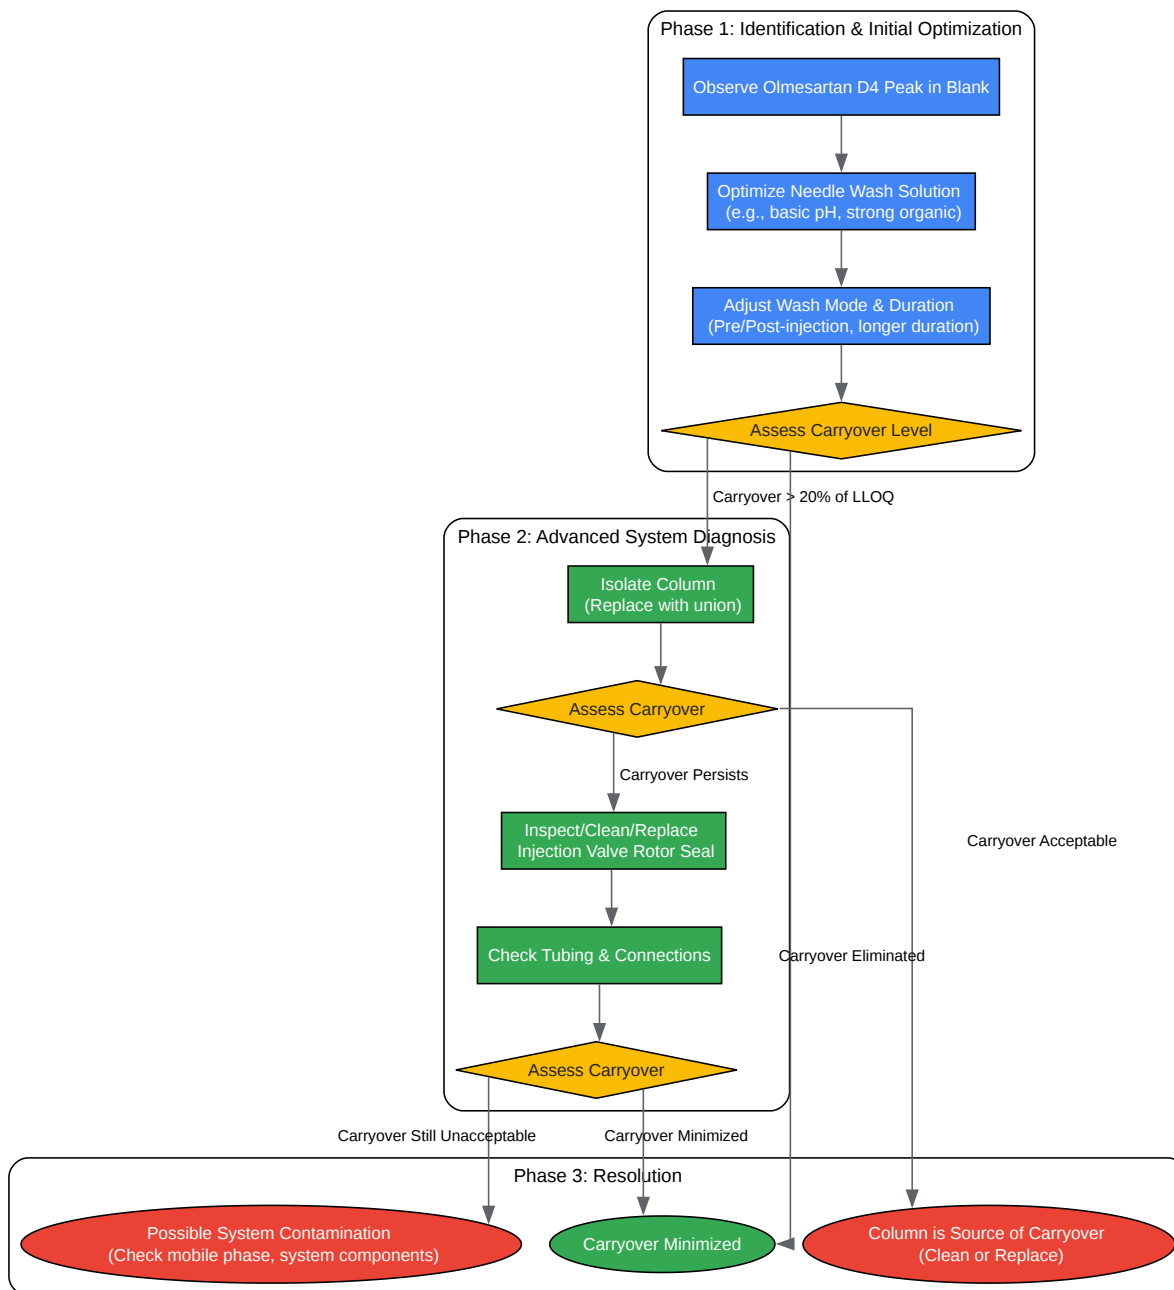 Phase 1: Identification & Initial Optimization
Observe Olmesartan D4 Peak in Blank
Optimize Needle Wash Solution
(e.g., basic pH, strong organic)
Adjust Wash Mode & Duration
(Pre/Post-injection, longer duration)
Assess Carryover Level
Carryover > 20% of LLOQ
Phase 2: Advanced System Diagnosis
Isolate Column
(Replace with union)
Assess Carryover
Carryover Persists
Inspect/Clean/Replace
Injection Valve Rotor Seal
Carryover Acceptable
Check Tubing & Connections
Carryover Eliminated
Assess Carryover
Carryover Still Unacceptable
Carryover Minimized
Phase 3: Resolution
Possible System Contamination
(Check mobile phase, system components)
Carryover Minimized
Column is Source of Carryover
(Clean or Replace)